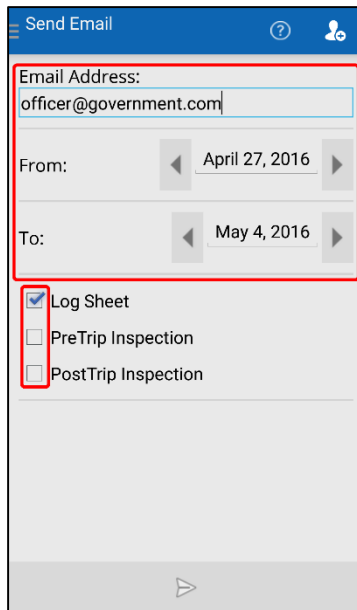 Send Email
Email Address:
officer@government.com
From:
April 27, 2016
To:
May 4, 2016
Log Sheet
PreTrip Inspection
PostTrip Inspection